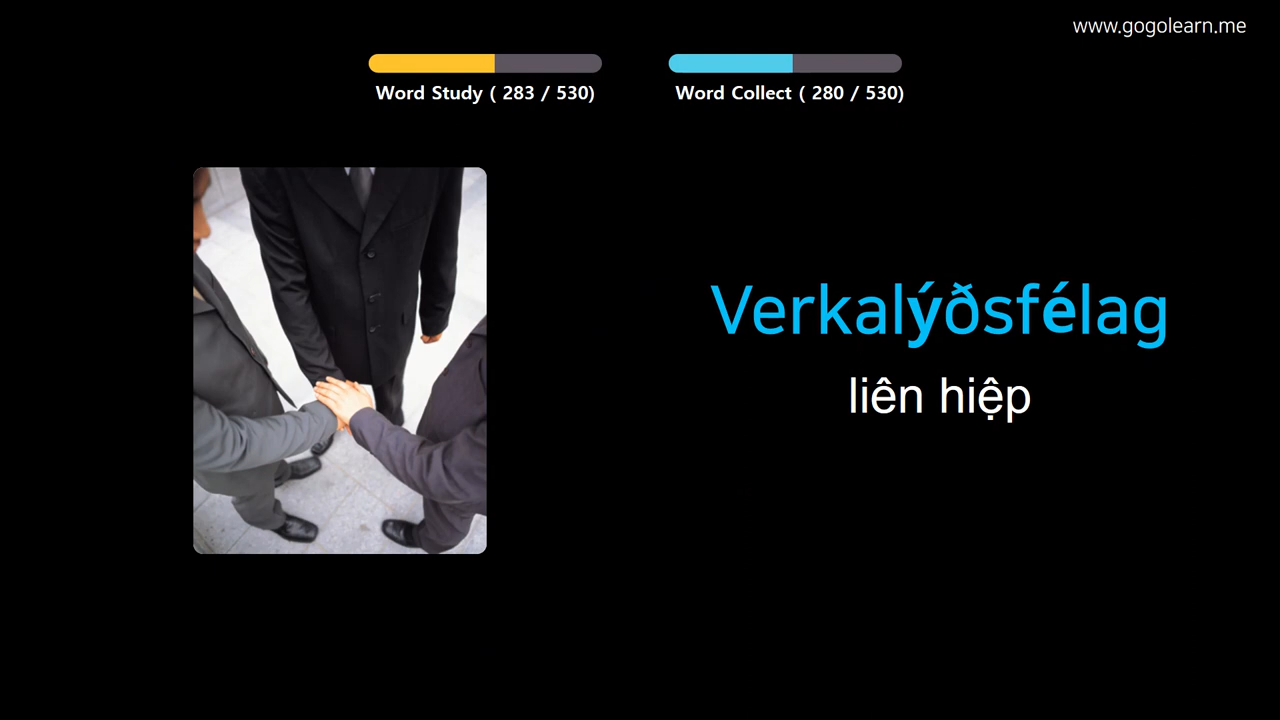 www.gogolearn.me
Word Study ( 283 / 530)
Word Collect ( 280 / 530)
Verkalýðsfélag
liên hiệp